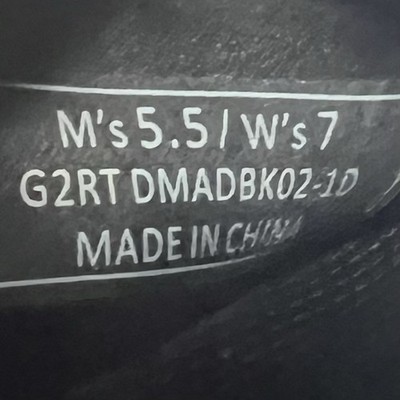 M's 5.5 / W's 7
G2RT DMADBK02-1D
MADE IN CHINA